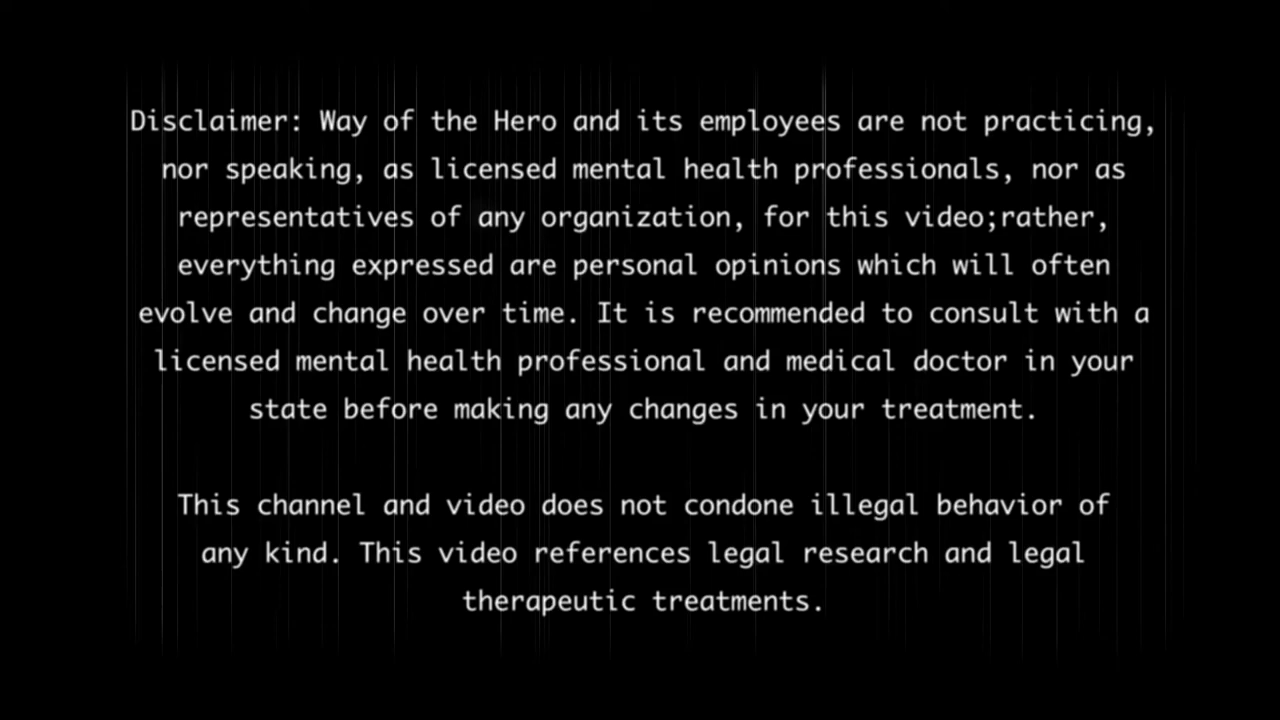 Disclaimer: Way of the Hero and its employees are not practicing,
nor speaking, as licensed mental health professionals, nor as
representatives of any organization, for this video;rather,
everything expressed are personal opinions which will often
evolve and change over time. It is recommended to consult with a
licensed mental health professional and medical doctor in your
state before making any changes in your treatment.
This channel and video does not condone illegal behavior of
any kind. This video references legal research and legal
therapeutic treatments.